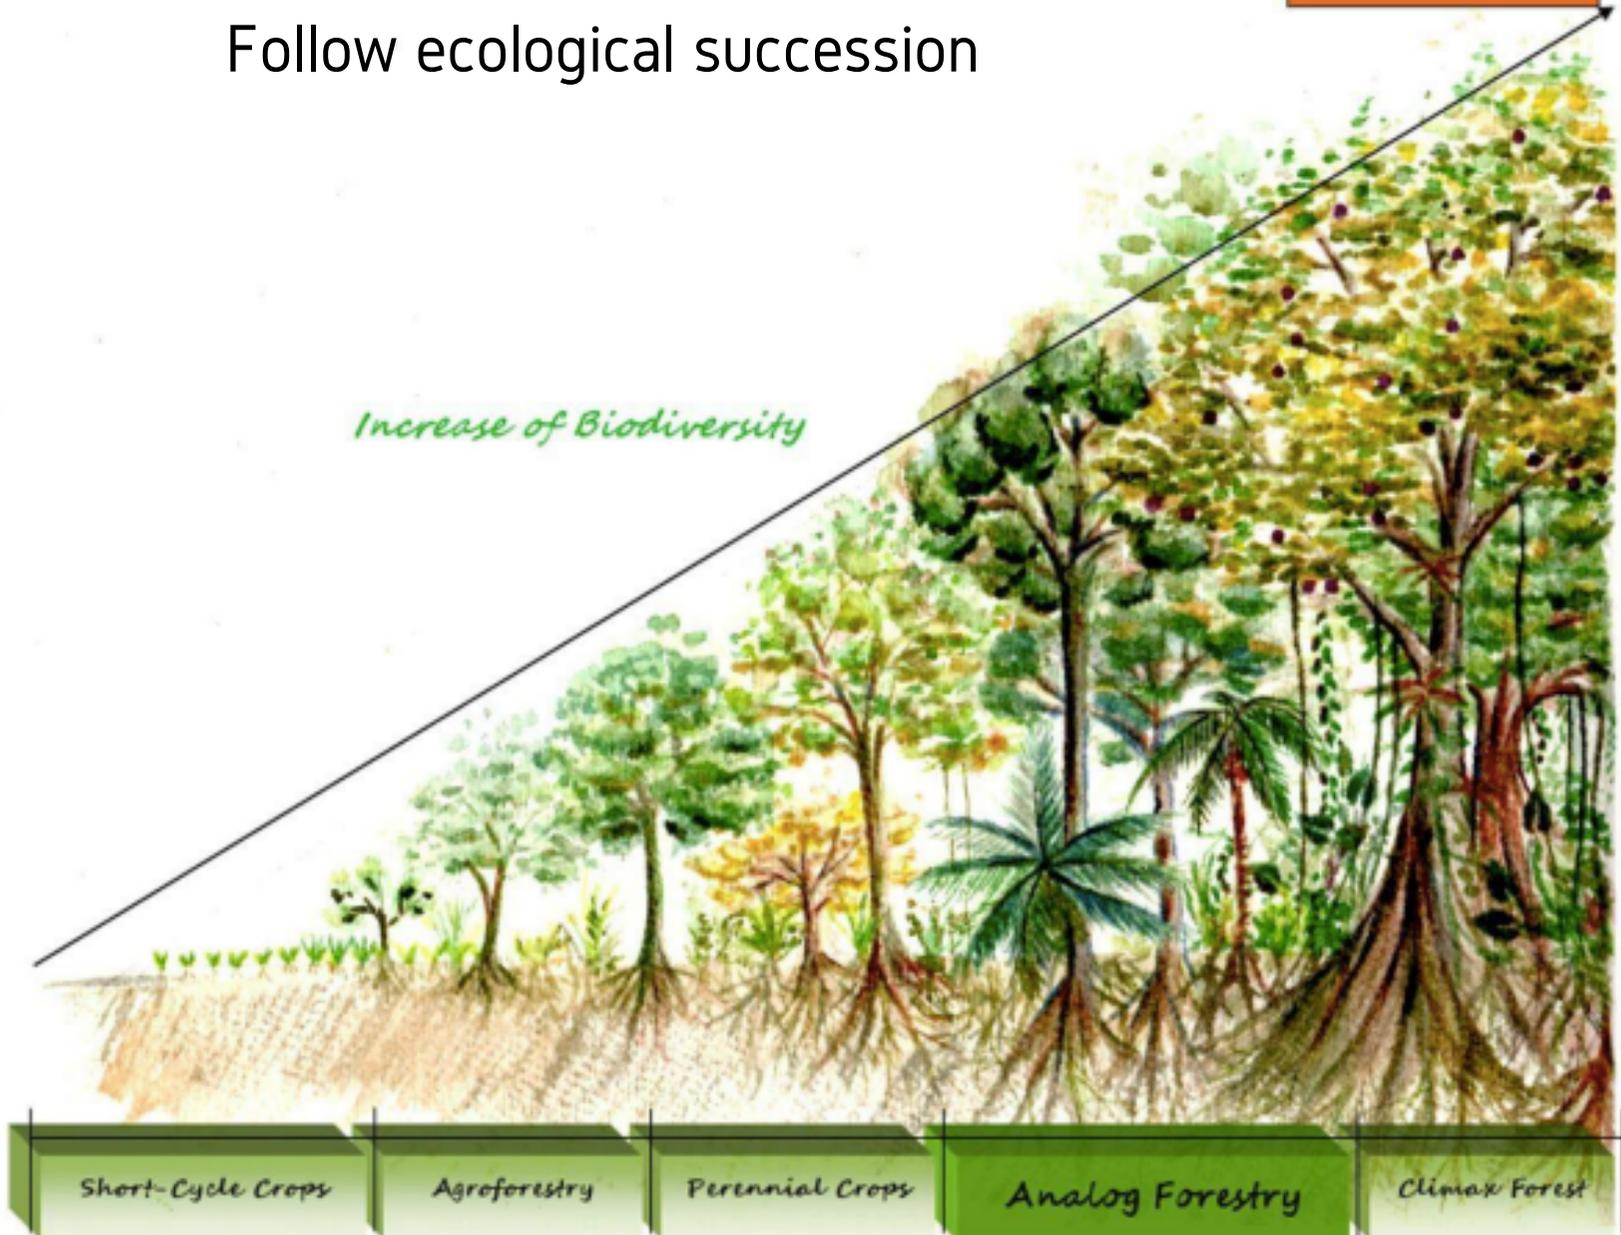 Follow ecological succession
Increase of Biodiversity
Short-Cycle Crops
Agroforestry
Perennial Crops
Analog Forestry
Climax Forest